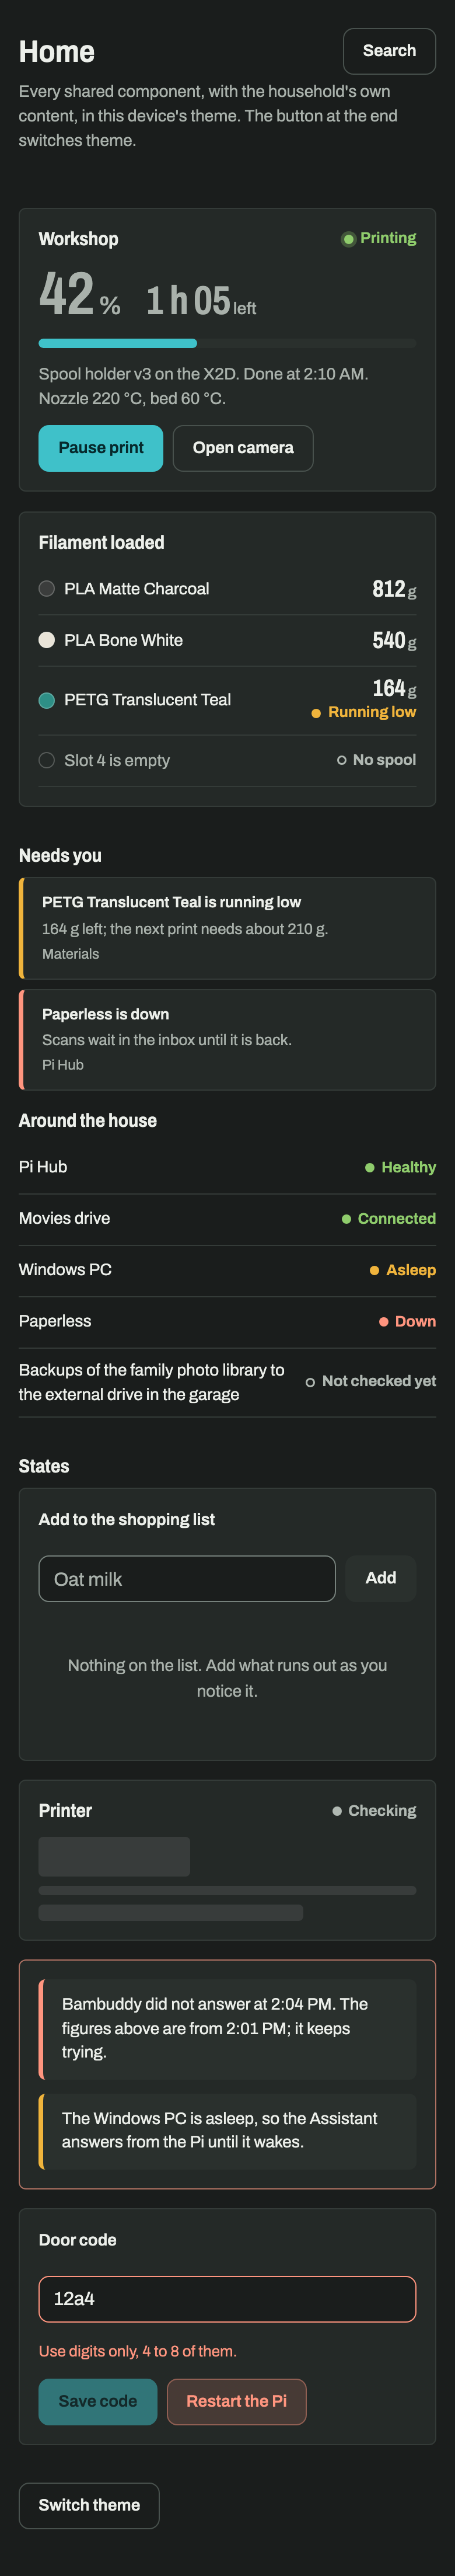 Home
Search
Every shared component, with the household's own
content, in this device's theme. The button at the end
switches theme.
Workshop
Printing
42 % 1 h 05 left
Spool holder v3 on the X2D. Done at 2:10 AM.
Nozzle 220 °C, bed 60 °C.
Pause print
Open camera
Filament loaded
PLA Matte Charcoal
812 g
PLA Bone White
540 g
PETG Translucent Teal
164 g
Running low
Slot 4 is empty
No spool
Needs you
PETG Translucent Teal is running low
164 g left; the next print needs about 210 g.
Materials
Paperless is down
Scans wait in the inbox until it is back.
Pi Hub
Around the house
Pi Hub
Healthy
Movies drive
Connected
Windows PC
Asleep
Paperless
Down
Backups of the family photo library to
the external drive in the garage
Not checked yet
States
Add to the shopping list
Oat milk
Add
Nothing on the list. Add what runs out as you
notice it.
Printer
Checking
Bambuddy did not answer at 2:04 PM. The
figures above are from 2:01 PM; it keeps
trying.
The Windows PC is asleep, so the Assistant
answers from the Pi until it wakes.
Door code
12a4
Use digits only, 4 to 8 of them.
Save code
Restart the Pi
Switch theme